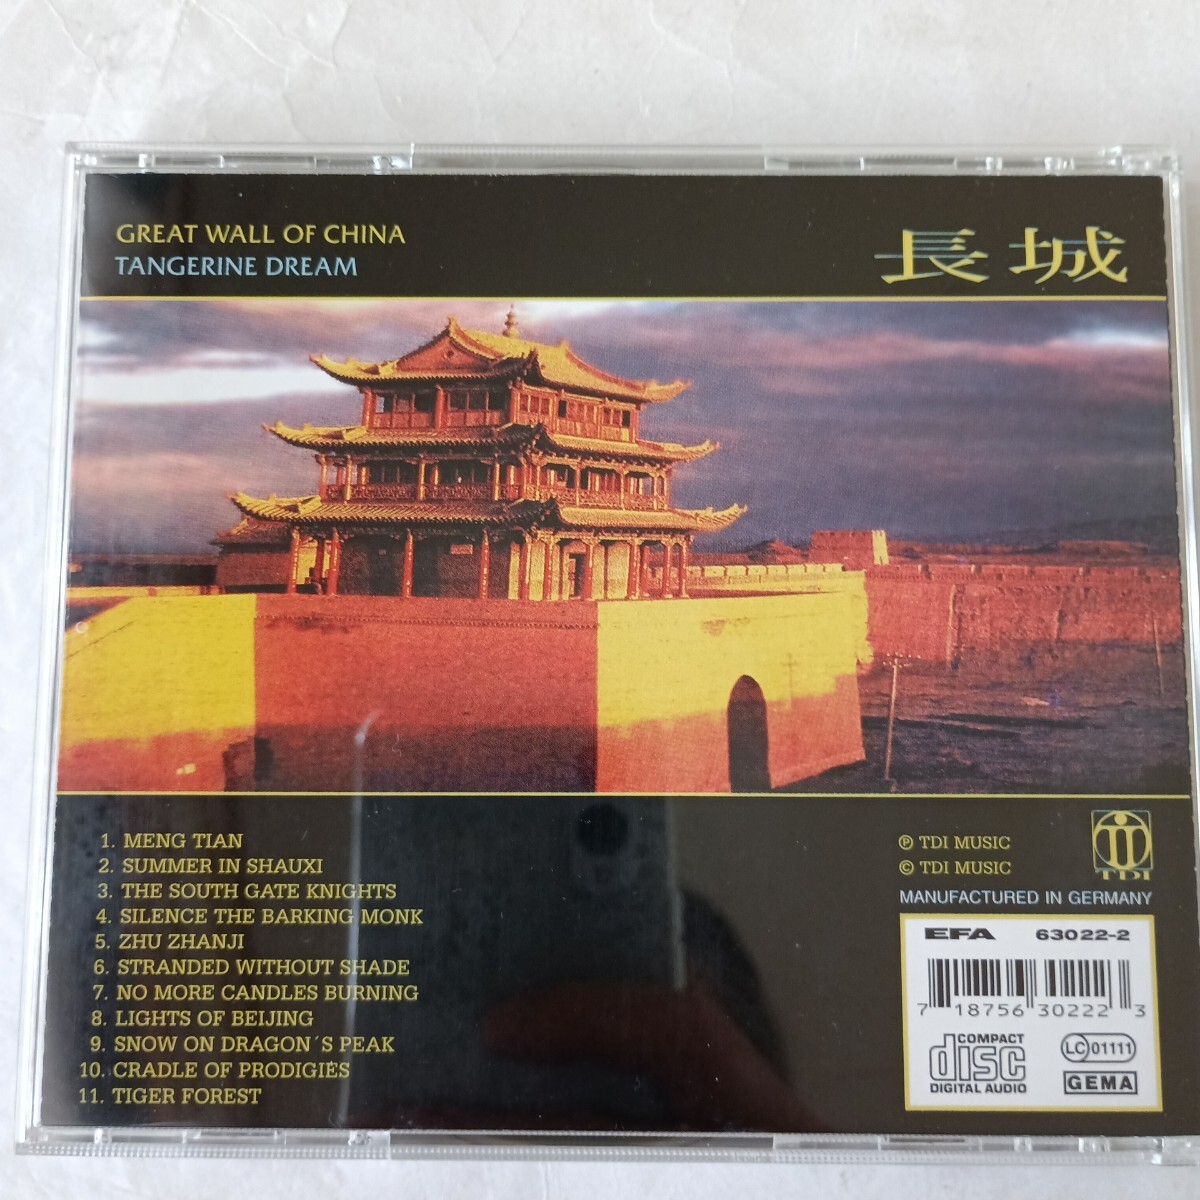 GREAT WALL OF CHINA
TANGERINE DREAM
長城
1. MENG TIAN
2. SUMMER IN SHAUXI
3. THE SOUTH GATE KNIGHTS
4. SILENCE THE BARKING MONK
5. ZHU ZHANJI
6. STRANDED WITHOUT SHADE
7. NO MORE CANDLES BURNING
8. LIGHTS OF BEIJING
9. SNOW ON DRAGON´S PEAK
10. CRADLE OF PRODIGIES
11. TIGER FOREST
℗ TDI MUSIC
© TDI MUSIC
TDI
MANUFACTURED IN GERMANY
EFA 63022-2
7 18756 30222 3
COMPACT
disc
DIGITAL AUDIO
LC 01111
GEMA